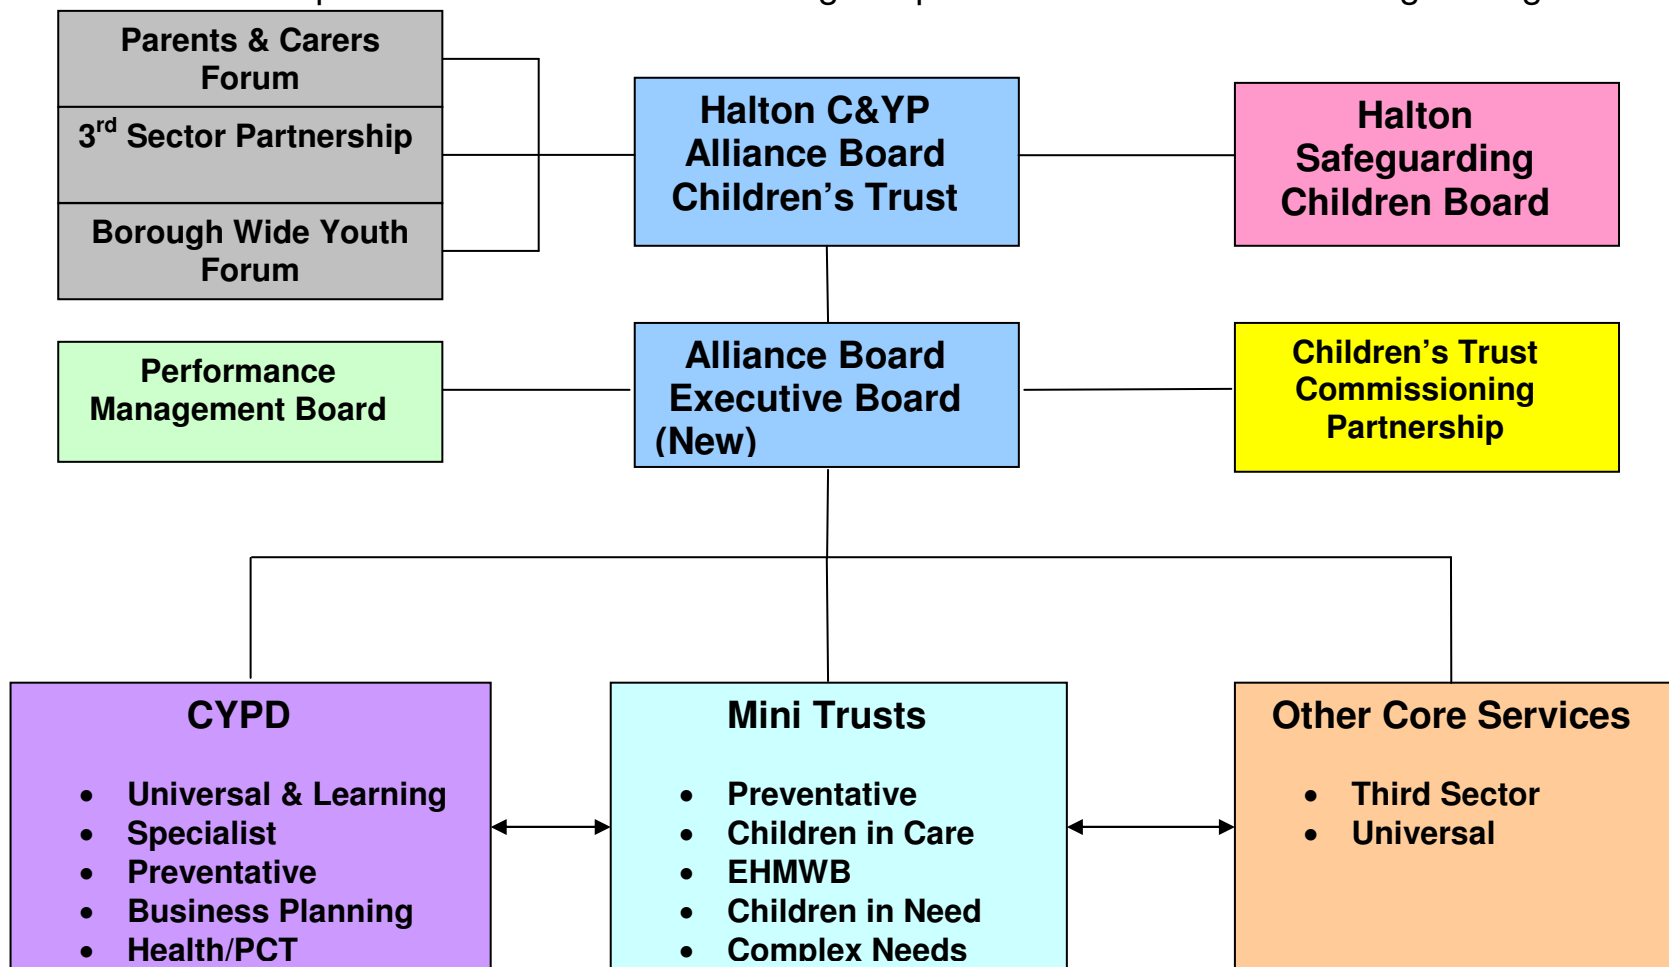 Parents & Carers
Forum
3rd Sector Partnership
Borough Wide Youth
Forum
Halton C&YP
Alliance Board
Children’s Trust
Halton
Safeguarding
Children Board
Performance
Management Board
Alliance Board
Executive Board
(New)
Children’s Trust
Commissioning
Partnership
CYPD
• Universal & Learning
• Specialist
• Preventative
• Business Planning
• Health/PCT
Mini Trusts
• Preventative
• Children in Care
• EHMWB
• Children in Need
• Complex Needs
Other Core Services
• Third Sector
• Universal